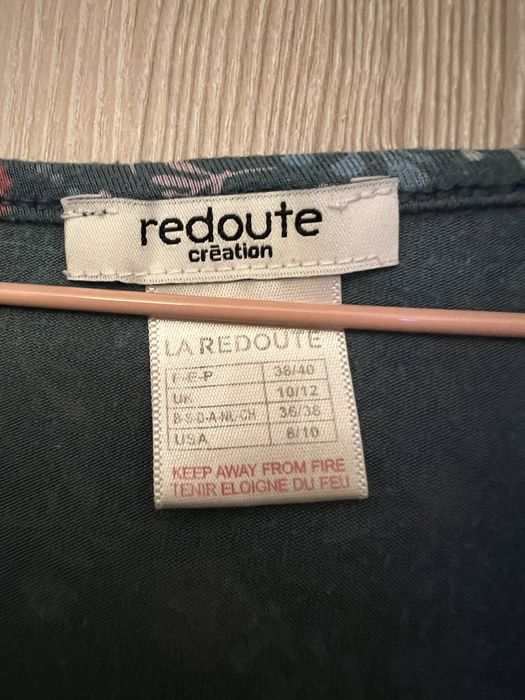 redoute
crēation
LA REDOUTE
F-E-P 38/40
UK 10/12
B-S-D-A-NL-CH 36/38
USA 8/10
KEEP AWAY FROM FIRE
TENIR ELOIGNE DU FEU